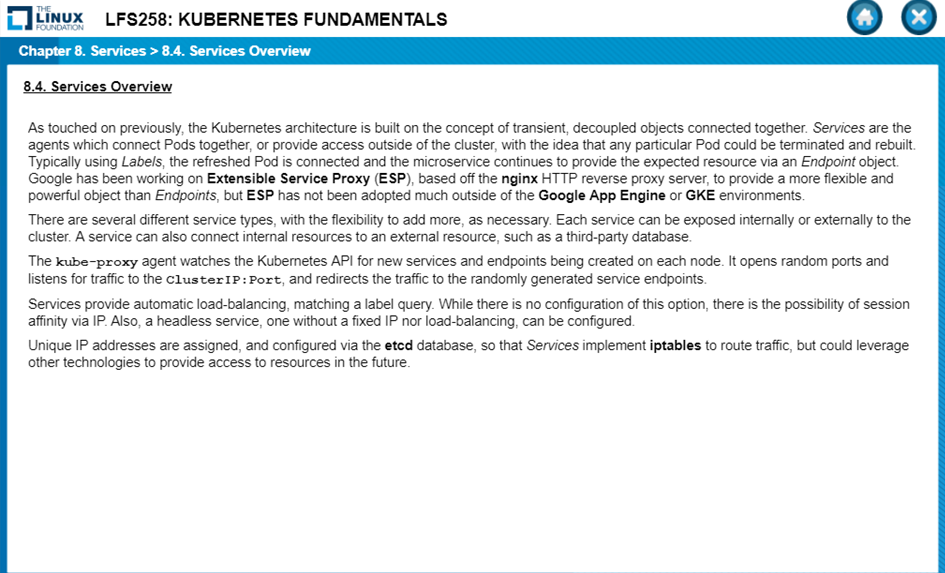 THE
LINUX
FOUNDATION
LFS258: KUBERNETES FUNDAMENTALS
Chapter 8. Services > 8.4. Services Overview
8.4. Services Overview
As touched on previously, the Kubernetes architecture is built on the concept of transient, decoupled objects connected together. Services are the
agents which connect Pods together, or provide access outside of the cluster, with the idea that any particular Pod could be terminated and rebuilt.
Typically using Labels, the refreshed Pod is connected and the microservice continues to provide the expected resource via an Endpoint object.
Google has been working on Extensible Service Proxy (ESP), based off the nginx HTTP reverse proxy server, to provide a more flexible and
powerful object than Endpoints, but ESP has not been adopted much outside of the Google App Engine or GKE environments.
There are several different service types, with the flexibility to add more, as necessary. Each service can be exposed internally or externally to the
cluster. A service can also connect internal resources to an external resource, such as a third-party database.
The kube-proxy agent watches the Kubernetes API for new services and endpoints being created on each node. It opens random ports and
listens for traffic to the ClusterIP:Port, and redirects the traffic to the randomly generated service endpoints.
Services provide automatic load-balancing, matching a label query. While there is no configuration of this option, there is the possibility of session
affinity via IP. Also, a headless service, one without a fixed IP nor load-balancing, can be configured.
Unique IP addresses are assigned, and configured via the etcd database, so that Services implement iptables to route traffic, but could leverage
other technologies to provide access to resources in the future.